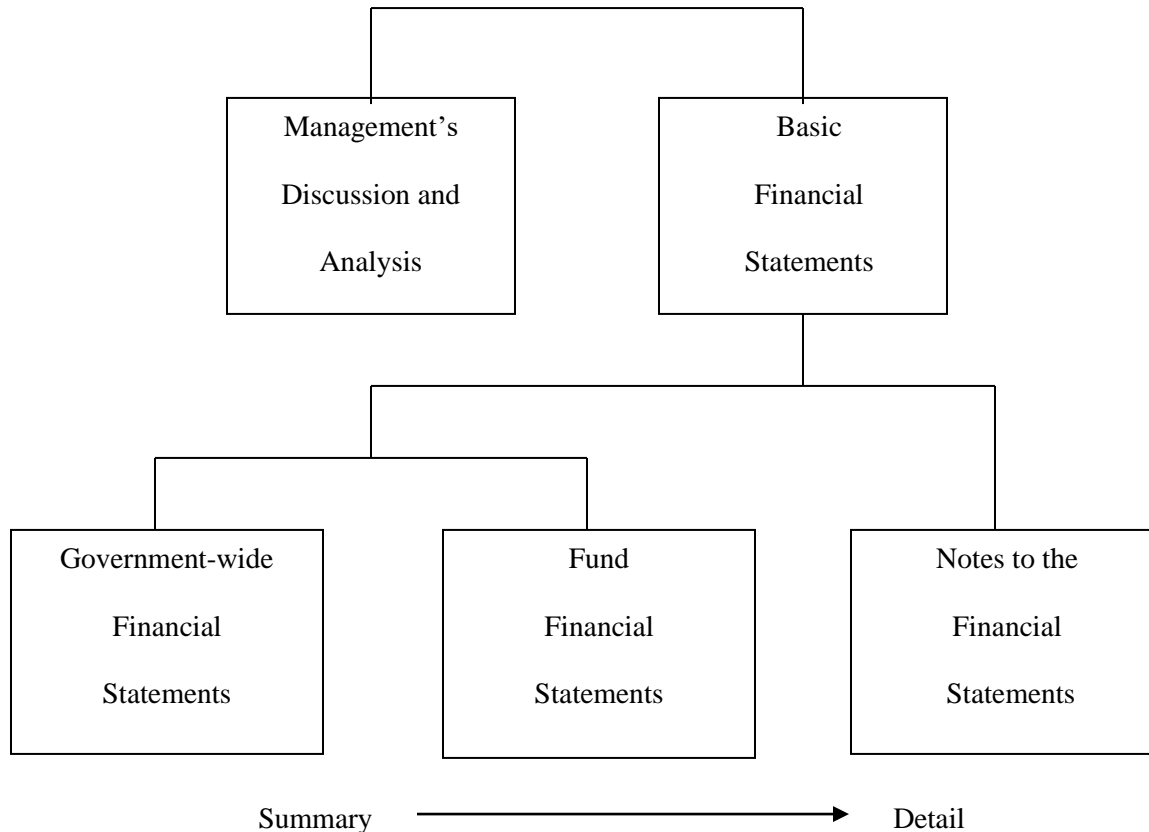 Management’s
Discussion and
Analysis
Basic
Financial
Statements
Government-wide
Financial
Statements
Fund
Financial
Statements
Notes to the
Financial
Statements
Summary
Detail